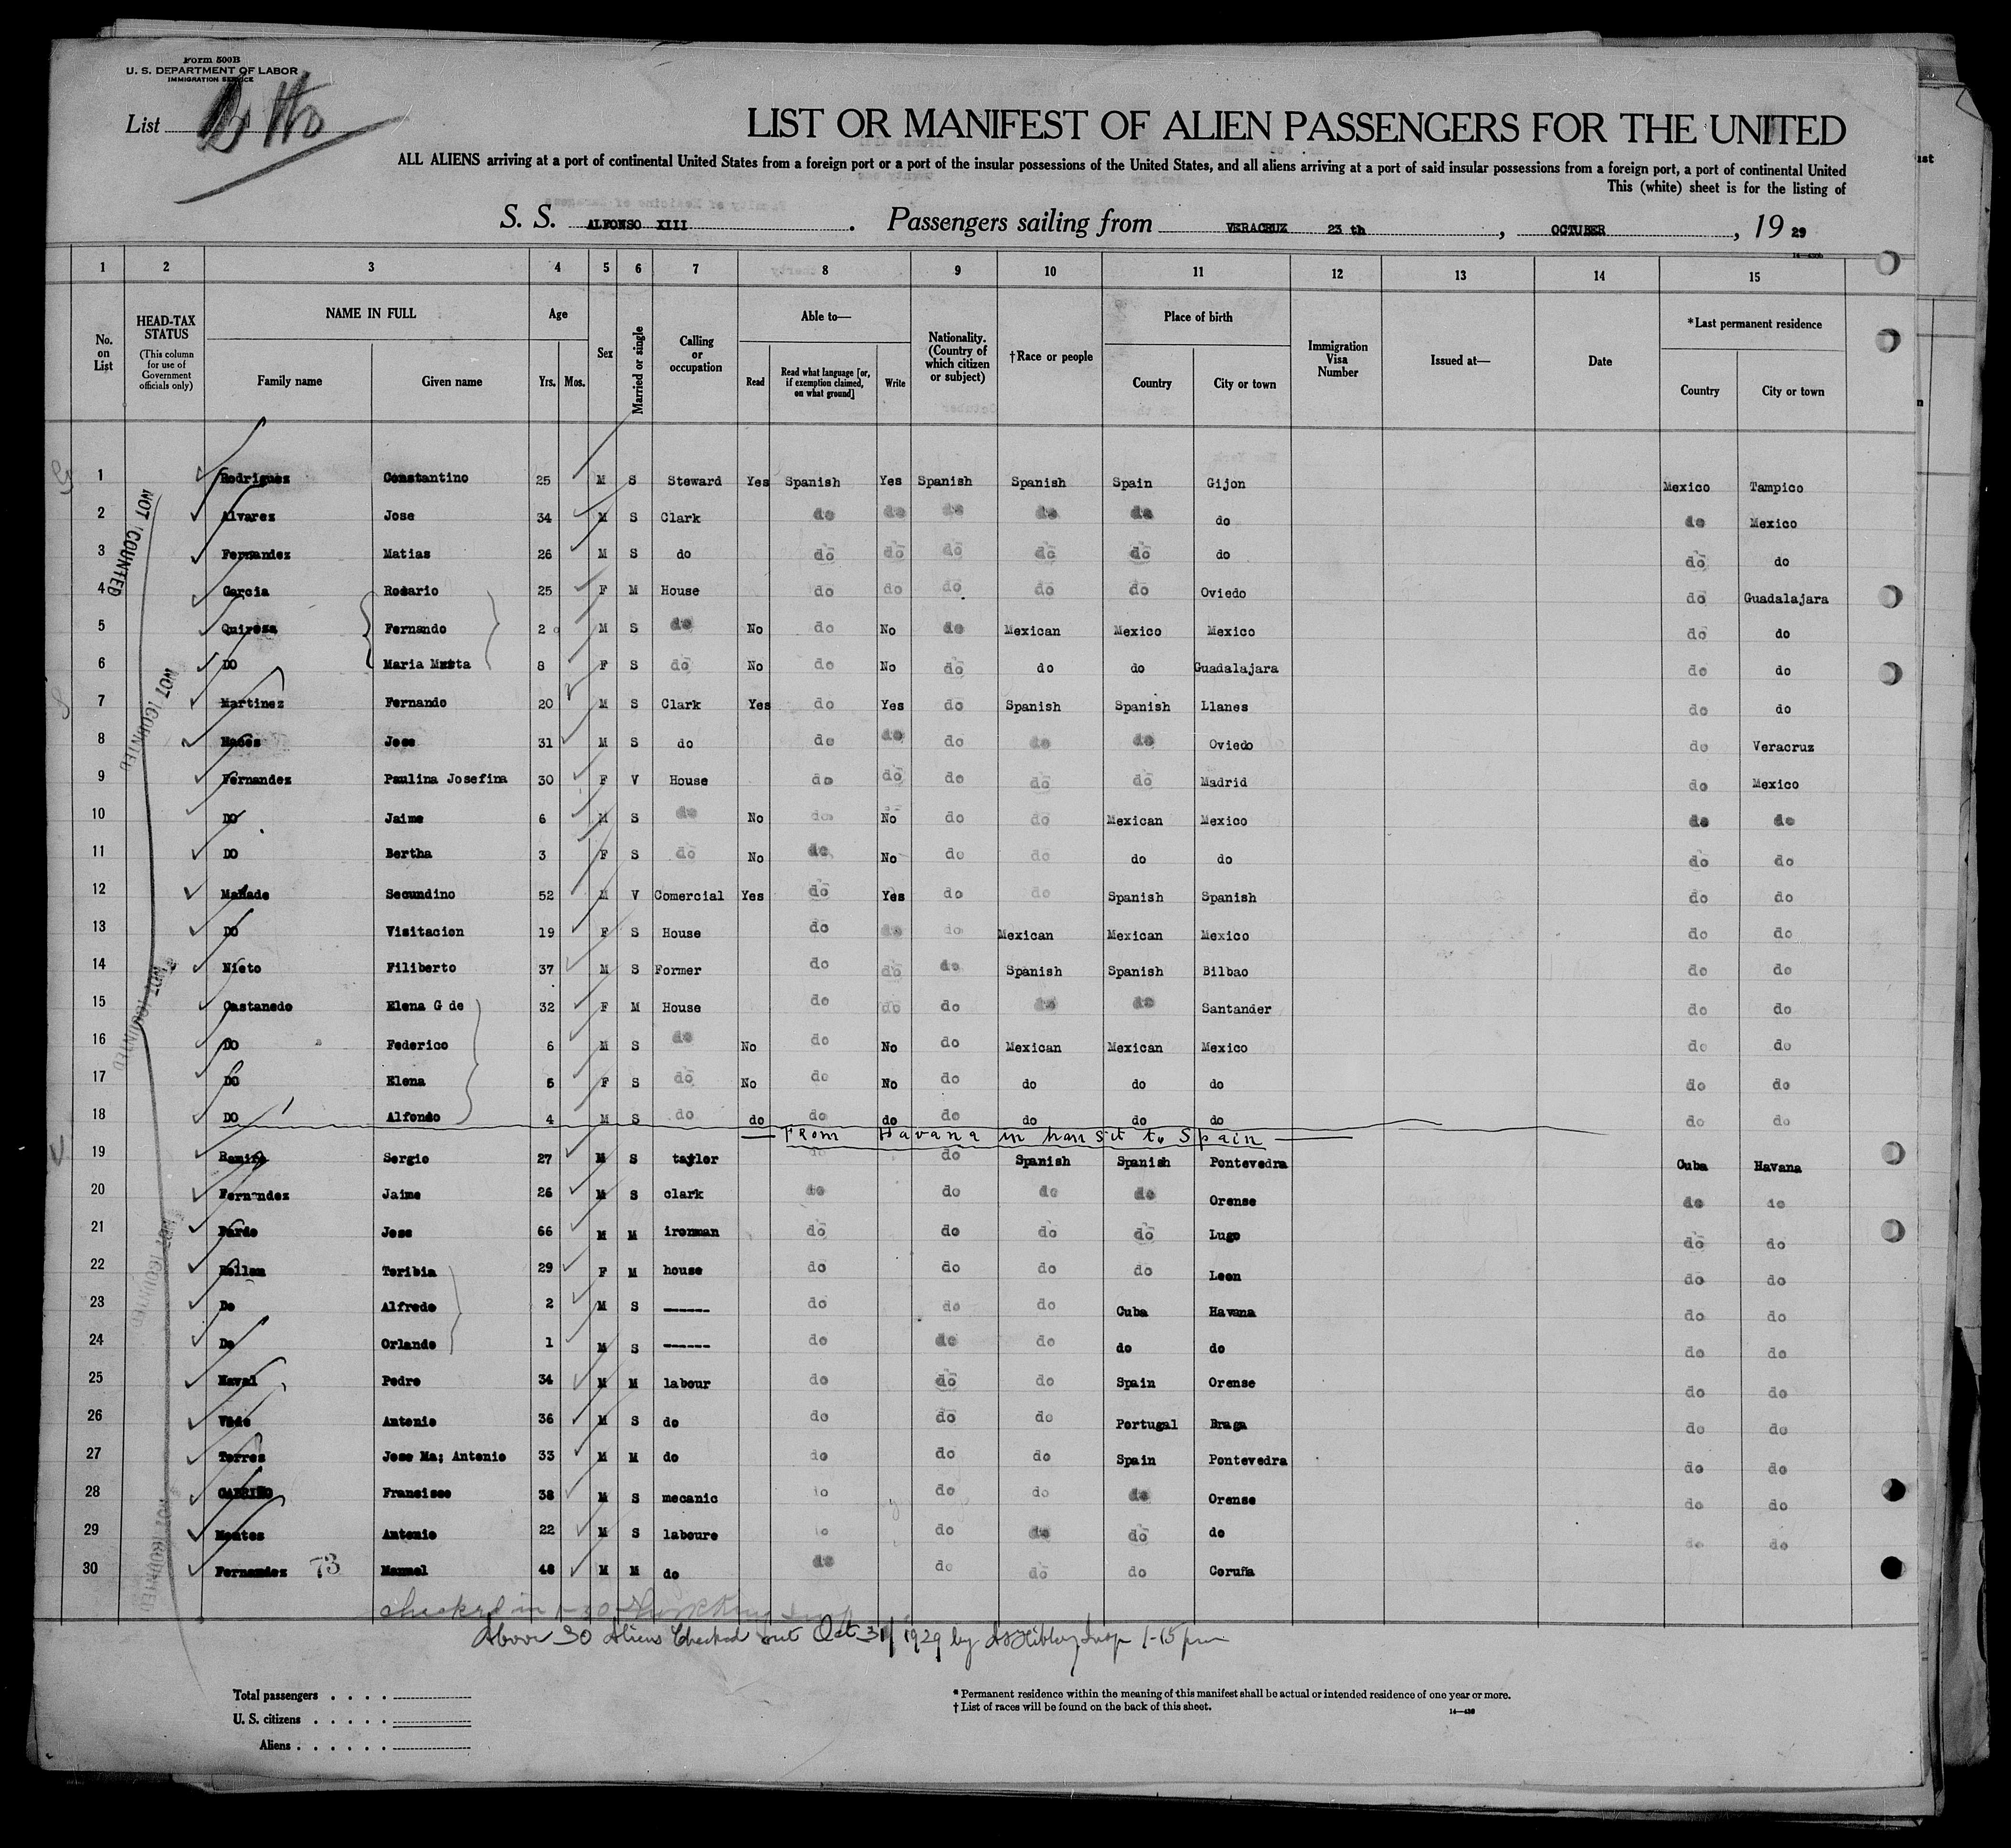 Form 500B
U. S. DEPARTMENT OF LABOR
IMMIGRATION SERVICE
List
LIST OR MANIFEST OF ALIEN PASSENGERS FOR THE UNITED
ALL ALIENS arriving at a port of continental United States from a foreign port or a port of the insular possessions of the United States, and all aliens arriving at a port of said insular possessions from a foreign port, a port of continental United
This (white) sheet is for the listing of
S. S. ALFONSO XIII. Passengers sailing from VERACRUZ 23 th, OCTUBER, 19 29
1 2 3 4 5 6 7 8 9 10 11 12 13 14 15
No. on List
HEAD-TAX STATUS (This column for use of Government officials only)
NAME IN FULL Family name Given name
Age Yrs. Mos.
Sex
Married or single
Calling or occupation
Able to— Read Read what language [or, if exemption claimed, on what ground] Write
Nationality. (Country of which citizen or subject)
†Race or people
Place of birth Country City or town
Immigration Visa Number
Issued at—
Date
*Last permanent residence Country City or town
1 Rodriguez Constantino 25 M S Steward Yes Spanish Yes Spanish Spanish Spain Gijon Mexico Tampico
2 Alvarez Jose 34 M S Clark do do do do do do do Mexico
3 Fernandez Matias 26 M S do do do do do do do do do
4 Garcia Rosario 25 F M House do do do do do Oviedo do Guadalajara
5 Fernando 2 M S do No do No do Mexican Mexico Mexico do do
6 DO Maria 8 F S do No do No do do do Guadalajara do do
7 Martinez Fernando 20 M S Clark Yes do Yes do Spanish Spanish Llanes do do
8 Jose 31 M S do do do do do do Oviedo do Veracruz
9 Fernandez Paulina Josefina 30 F V House do do do do do Madrid do Mexico
10 DO Jaime 6 M S do No do No do do Mexican Mexico do do
11 DO Bertha 3 F S do No do No do do do do do do
12 Secundino 52 M V Comercial Yes do Yes do do Spanish Spanish do do
13 DO Visitacion 19 F S House do do do Mexican Mexican Mexico do do
14 Nieto Filiberto 37 M S Former do do do Spanish Spanish Bilbao do do
15 Castanedo Elena G de 32 F M House do do do do do Santander do do
16 DO Federico 6 M S do No do No do Mexican Mexican Mexico do do
17 DO Elena 5 F S do No do No do do do do do do
18 DO Alfondo 4 M S do do do do do do do do do do
From Havana in transit to Spain
19 Sergio 27 M S tayler do do Spanish Spanish Pontevedra Cuba Havana
20 Fernandez Jaime 26 M S clark do do do do Orense do do
21 Pardo Jose 66 M M ironman do do do do Lugo do do
22 Toribia 29 F M house do do do do Leon do do
23 Do Alfredo 2 M S ------ do do do Cuba Havana do do
24 Do Orlando 1 M S ------ do do do do do do do
25 Pedro 34 M M labour do do do Spain Orense do do
26 Antonio 36 M S do do do do Portugal Braga do do
27 Torres Jose Ma; Antonio 33 M M do do do do Spain Pontevedra do do
28 Francisco 38 M S mecanic do do do do Orense do do
29 Montes Antonio 22 M S laboure do do do do do do do
30 Fernandez 73 Manuel 48 M M do do do do do Coruña
NOT COUNTED
NOT COUNTED
NOT COUNTED
NOT COUNTED
NOT COUNTED
checked in 1-30
Above 30 Aliens Checked out Oct 31/1929 by Insp 1-15 pm
Total passengers . . . .
U. S. citizens . . . . .
Aliens . . . . . .
* Permanent residence within the meaning of this manifest shall be actual or intended residence of one year or more.
† List of races will be found on the back of this sheet.